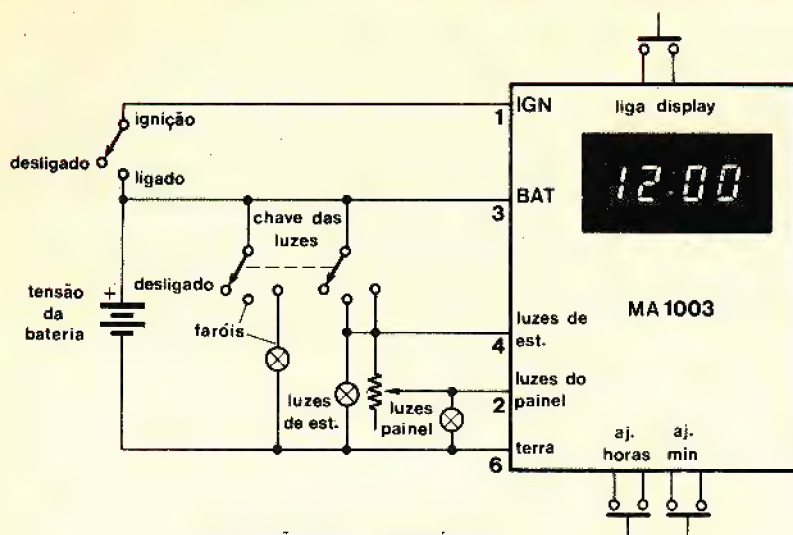 IGN
liga display
1
ignição
desligado
ligado
12:00
BAT
3
chave das
luzes
desligado
tensão
da
bateria
+
faróis
MA1003
luzes de
est.
4
luzes
de est.
luzes
painel
luzes do
painel
2
terra
6
aj.
horas
aj.
min